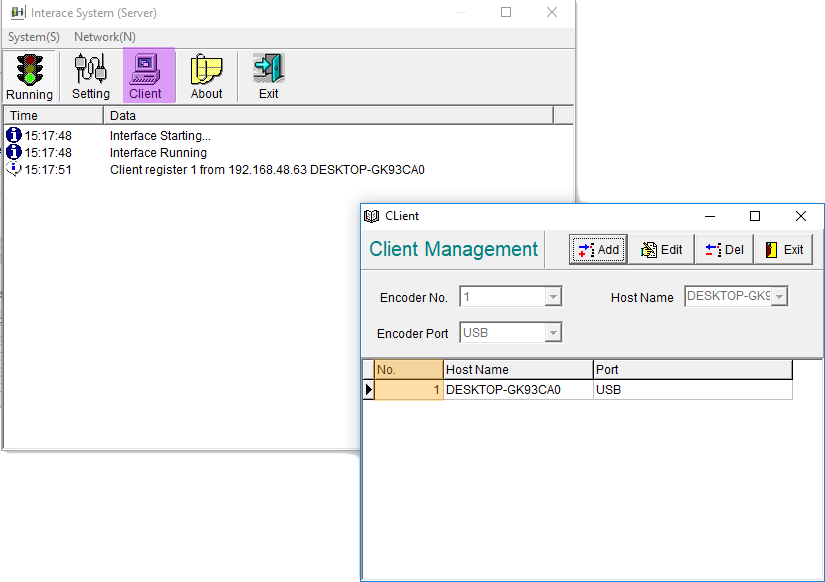 Interace System (Server)
System(S) Network(N)
Running Setting Client About Exit
Time Data
15:17:48 Interface Starting...
15:17:48 Interface Running
15:17:51 Client register 1 from 192.168.48.63 DESKTOP-GK93CA0
CLient
Client Management Add Edit Del Exit
Encoder No. 1 Host Name DESKTOP-GK9
Encoder Port USB
No. Host Name Port
1 DESKTOP-GK93CA0 USB